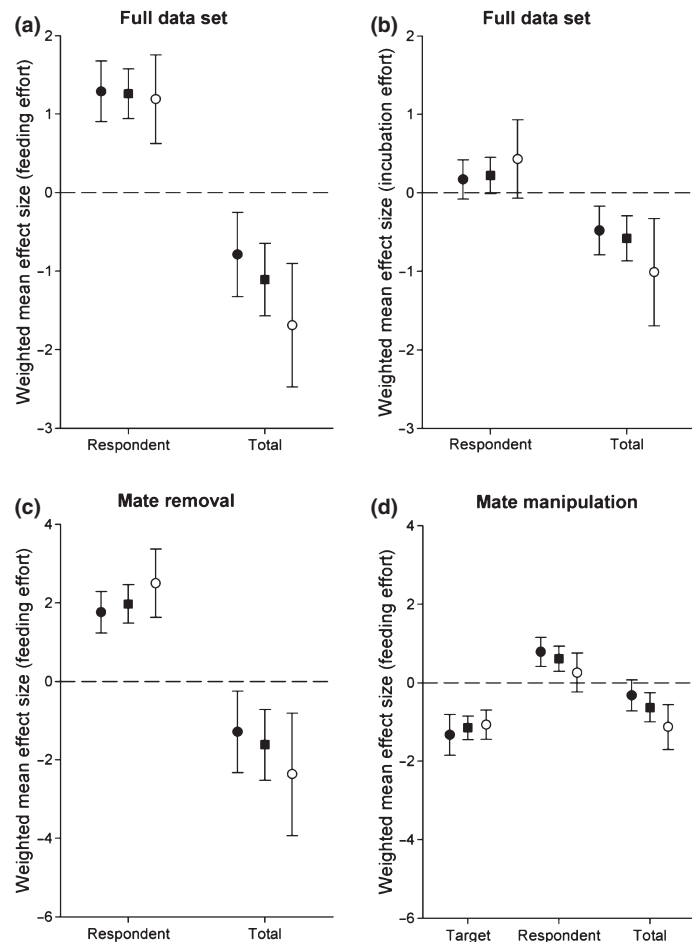 (a)
Full data set
Weighted mean effect size (feeding effort)
2
1
0
−1
−2
−3
Respondent
Total
(b)
Full data set
Weighted mean effect size (incubation effort)
2
1
0
−1
−2
−3
Respondent
Total
(c)
Mate removal
Weighted mean effect size (feeding effort)
4
2
0
−2
−4
−6
Respondent
Total
(d)
Mate manipulation
Weighted mean effect size (feeding effort)
4
2
0
−2
−4
−6
Target
Respondent
Total